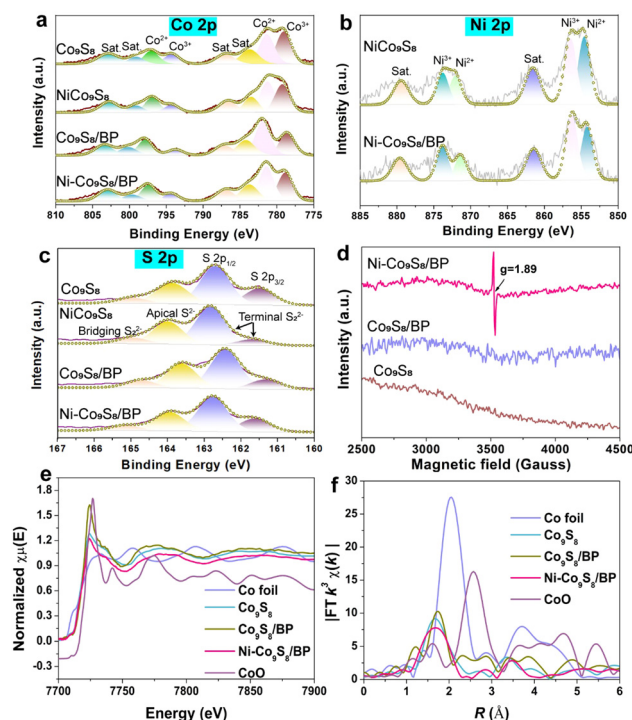 a
Co 2p
Co²⁺
Co³⁺
Sat.
Sat.
Co²⁺
Co³⁺
Sat.
Sat.
Co₉S₈
NiCoS₈
Co₉S₈/BP
Ni-Co₉S₈/BP
Intensity (a.u.)
810 805 800 795 790 785 780 775
Binding Energy (eV)
b
Ni 2p
NiCo₉S₈
Sat.
Ni³⁺
Ni²⁺
Sat.
Ni³⁺
Ni²⁺
Ni-Co₉S₈/BP
Intensity (a.u.)
885 880 875 870 865 860 855 850
Binding Energy (eV)
c
S 2p
S 2p₁/₂
S 2p₃/₂
Co₉S₈
NiCoS₈
Bridging S₂²⁻
Apical S²⁻
Terminal S₂²⁻
Co₉S₈/BP
Ni-Co₉S₈/BP
Intensity (a.u.)
167 166 165 164 163 162 161 160
Binding Energy (eV)
d
Ni-Co₉S₈/BP
g=1.89
Co₉S₈/BP
Co₉S₈
Intensity (a.u.)
2500 3000 3500 4000 4500
Magnetic field (Gauss)
e
Normalized χμ(E)
1.8
1.5
1.2
0.9
0.6
0.3
0.0
-0.3
Co foil
Co₉S₈
Co₉S₈/BP
Ni-Co₉S₈/BP
CoO
7700 7750 7800 7850 7900
Energy (eV)
f
|FT k³ χ(k) |
30
25
20
15
10
5
0
Co foil
Co₉S₈
Co₉S₈/BP
Ni-Co₉S₈/BP
CoO
0 1 2 3 4 5 6
R (Å)